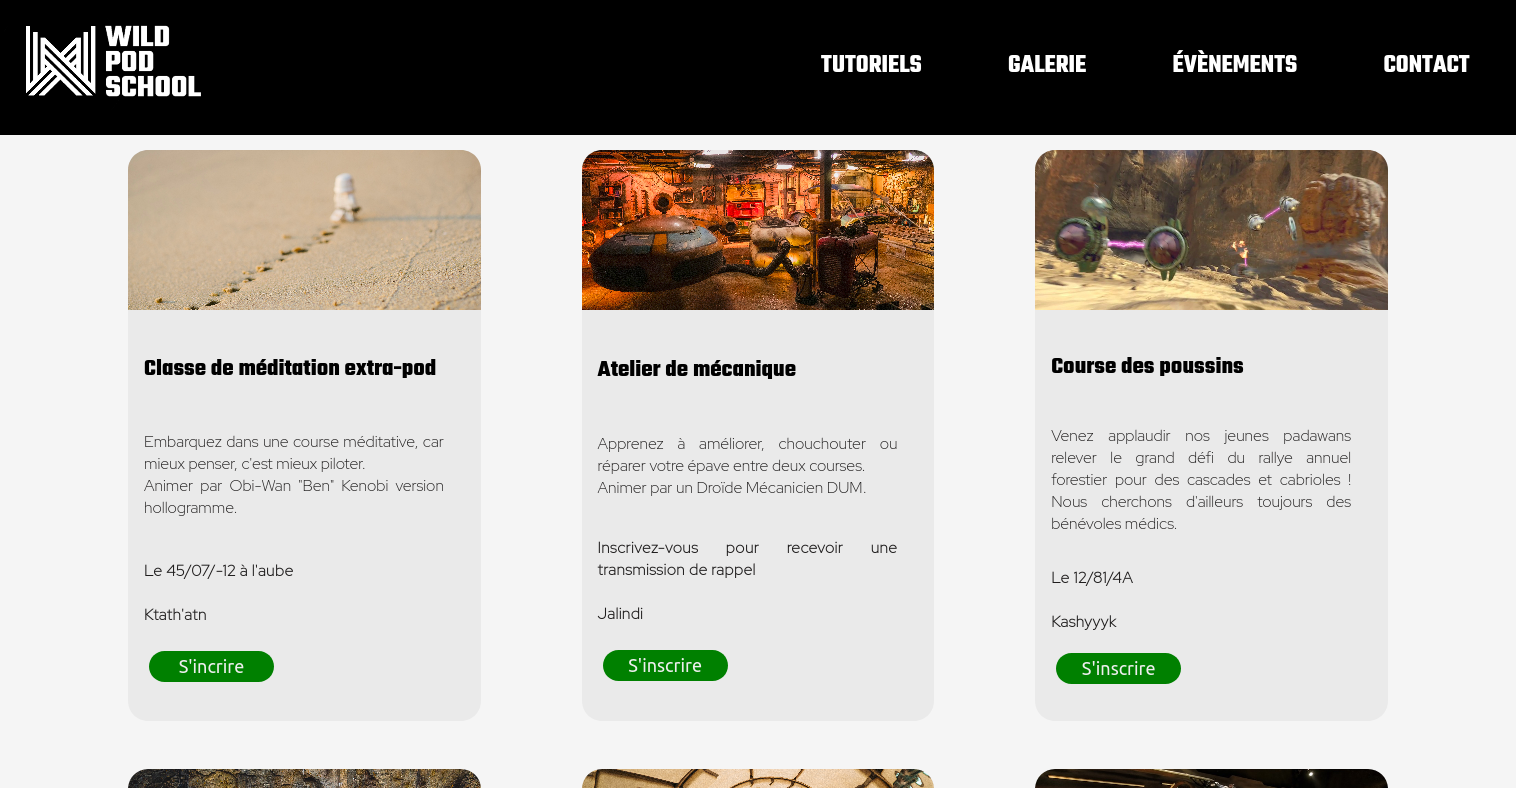 WILD
POD
SCHOOL
TUTORIELS
GALERIE
ÉVÈNEMENTS
CONTACT
Classe de méditation extra-pod
Embarquez dans une course méditative, car
mieux penser, c'est mieux piloter.
Animer par Obi-Wan "Ben" Kenobi version
hollogramme.
Le 45/07/-12 à l'aube
Ktath'atn
S'incrire
Atelier de mécanique
Apprenez à améliorer, chouchouter ou
réparer votre épave entre deux courses.
Animer par un Droïde Mécanicien DUM.
Inscrivez-vous pour recevoir une
transmission de rappel
Jalindi
S'inscrire
Course des poussins
Venez applaudir nos jeunes padawans
relever le grand défi du rallye annuel
forestier pour des cascades et cabrioles !
Nous cherchons d'ailleurs toujours des
bénévoles médics.
Le 12/81/4A
Kashyyyk
S'inscrire